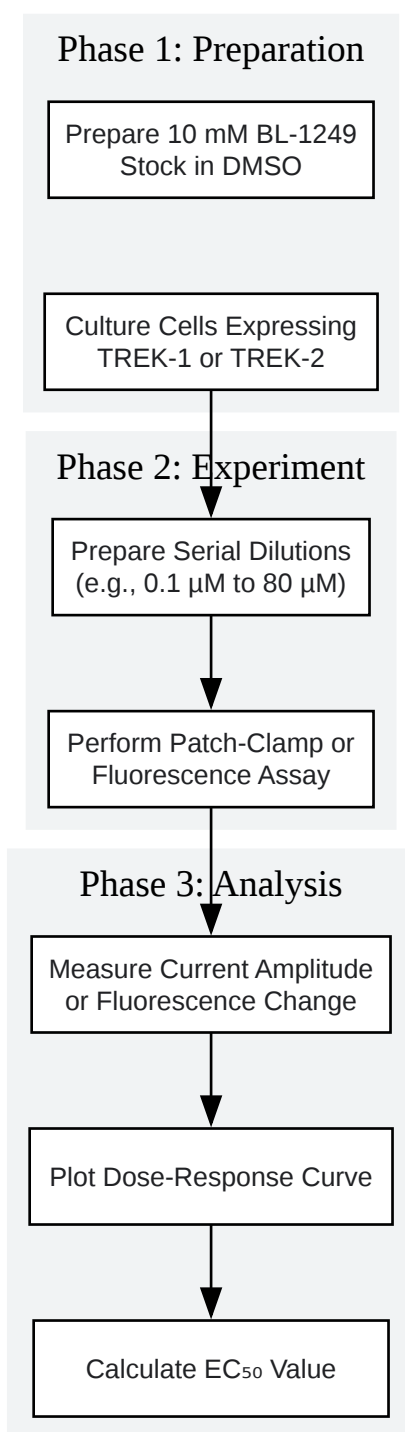 Phase 1: Preparation
Prepare 10 mM BL-1249
Stock in DMSO
Culture Cells Expressing
TREK-1 or TREK-2
Phase 2: Experiment
Prepare Serial Dilutions
(e.g., 0.1 µM to 80 µM)
Perform Patch-Clamp or
Fluorescence Assay
Phase 3: Analysis
Measure Current Amplitude
or Fluorescence Change
Plot Dose-Response Curve
Calculate EC₅₀ Value